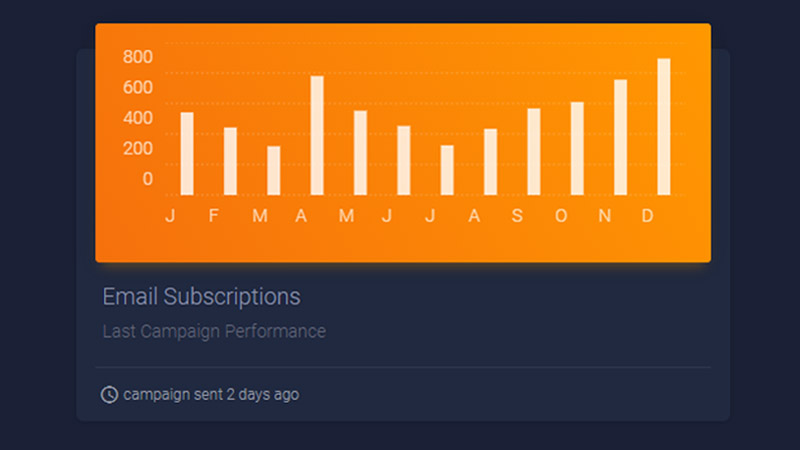 800
600
400
200
0
J F M A M J J A S O N D
Email Subscriptions
Last Campaign Performance
campaign sent 2 days ago